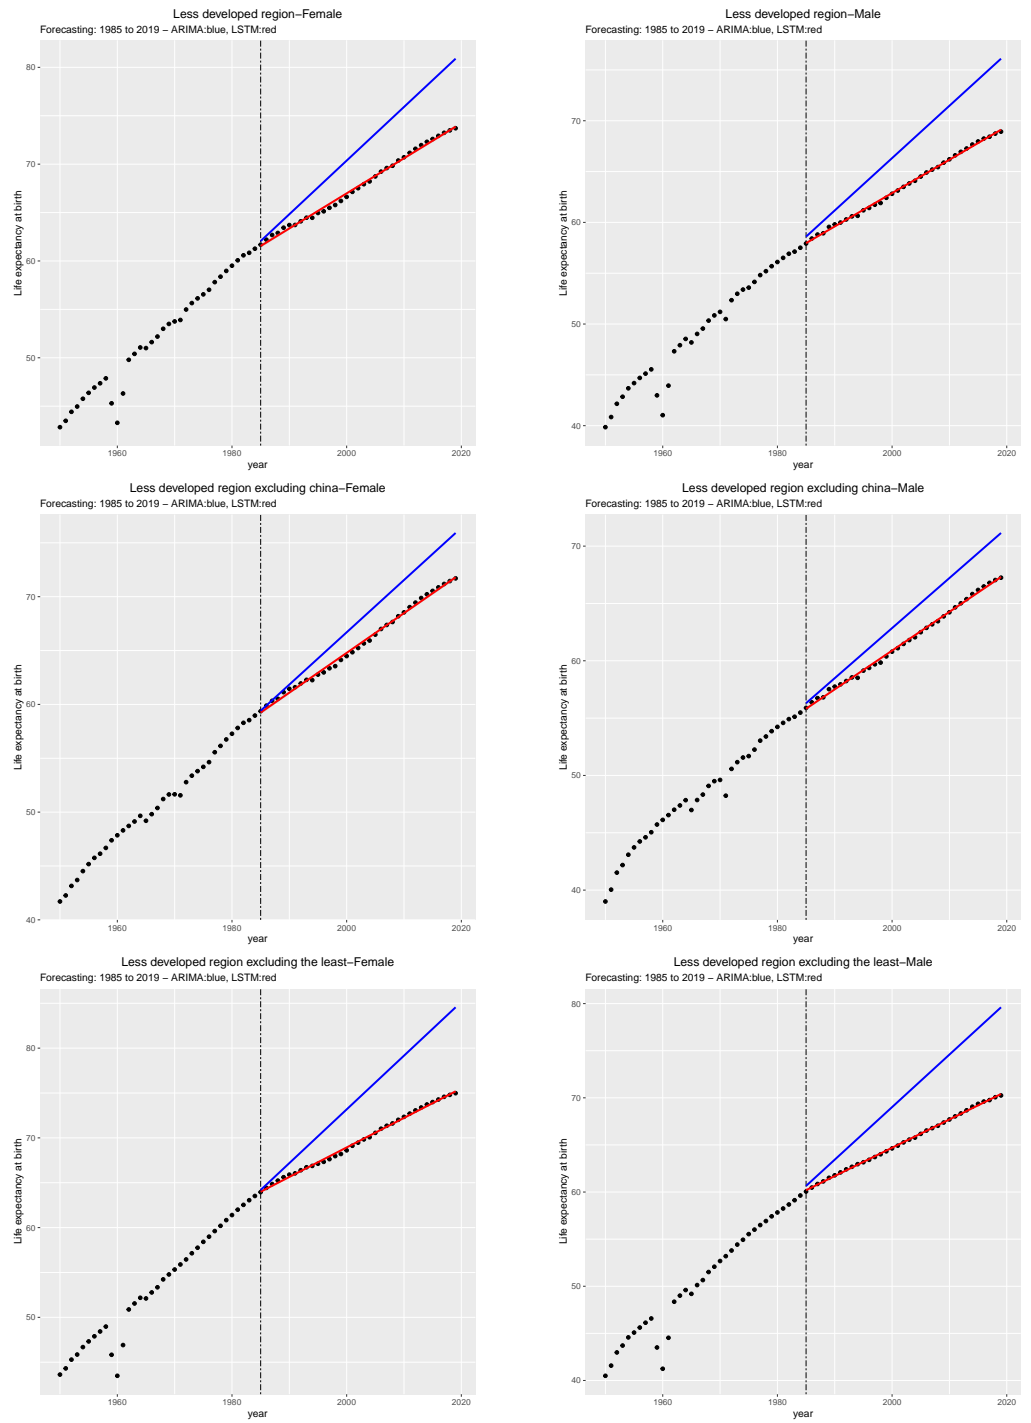 Less developed region–Female
Forecasting: 1985 to 2019 – ARIMA:blue, LSTM:red
80
70
60
50
Life expectancy at birth
1960 1980 2000 2020
year
Less developed region–Male
Forecasting: 1985 to 2019 – ARIMA:blue, LSTM:red
70
60
50
40
Life expectancy at birth
1960 1980 2000 2020
year
Less developed region excluding china–Female
Forecasting: 1985 to 2019 – ARIMA:blue, LSTM:red
70
60
50
40
Life expectancy at birth
1960 1980 2000 2020
year
Less developed region excluding china–Male
Forecasting: 1985 to 2019 – ARIMA:blue, LSTM:red
70
60
50
40
Life expectancy at birth
1960 1980 2000 2020
year
Less developed region excluding the least–Female
Forecasting: 1985 to 2019 – ARIMA:blue, LSTM:red
80
70
60
50
Life expectancy at birth
1960 1980 2000 2020
year
Less developed region excluding the least–Male
Forecasting: 1985 to 2019 – ARIMA:blue, LSTM:red
80
70
60
50
40
Life expectancy at birth
1960 1980 2000 2020
year